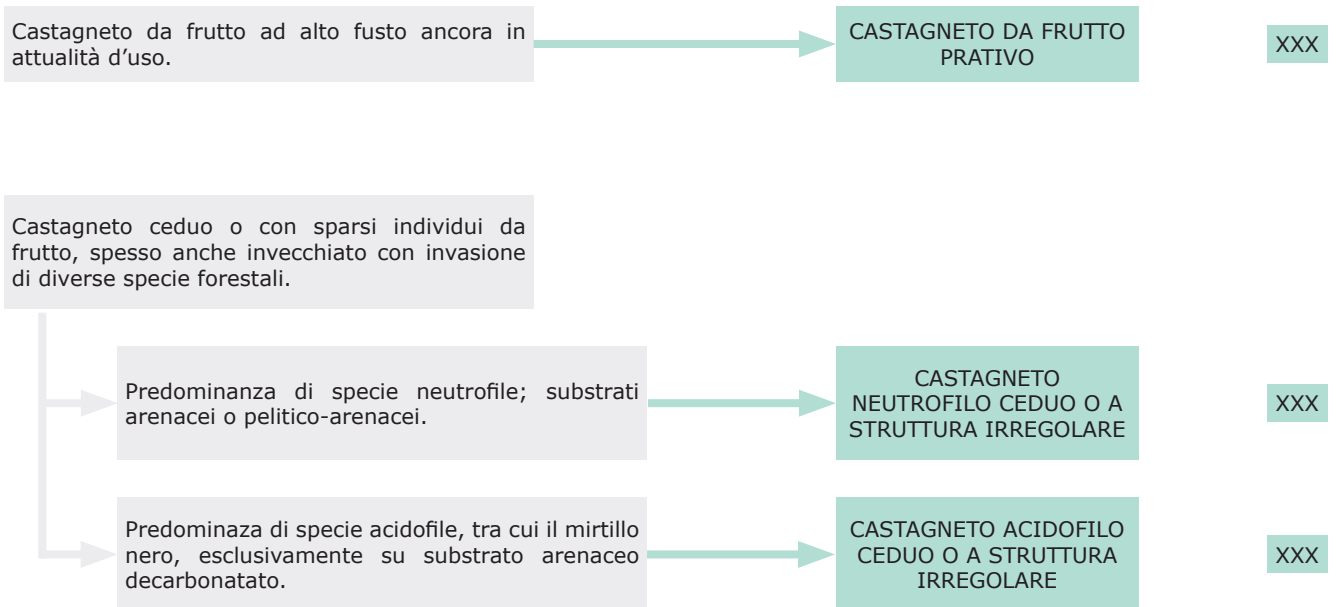 Castagneto da frutto ad alto fusto ancora in
attualità d’uso.
CASTAGNETO DA FRUTTO
PRATIVO
XXX
Castagneto ceduo o con sparsi individui da
frutto, spesso anche invecchiato con invasione
di diverse specie forestali.
Predominanza di specie neutrofile; substrati
arenacei o pelitico-arenacei.
CASTAGNETO
NEUTROFILO CEDUO O A
STRUTTURA IRREGOLARE
XXX
Predominaza di specie acidofile, tra cui il mirtillo
nero, esclusivamente su substrato arenaceo
decarbonatato.
CASTAGNETO ACIDOFILO
CEDUO O A STRUTTURA
IRREGOLARE
XXX